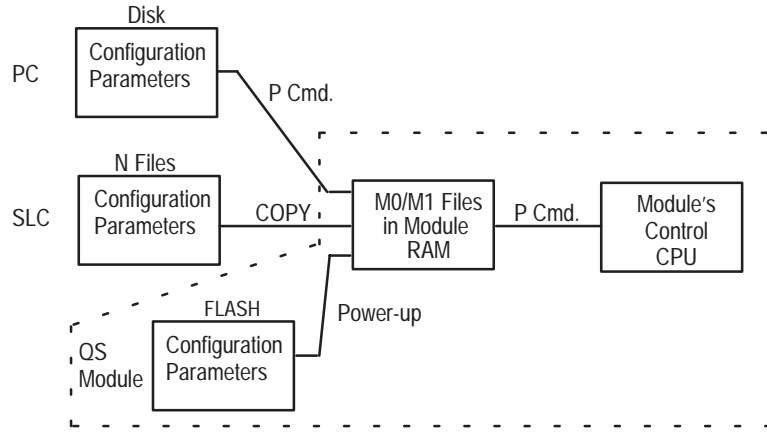 Disk
PC
Configuration
Parameters
P Cmd.
N Files
SLC
Configuration
Parameters
COPY
M0/M1 Files
in Module
RAM
P Cmd.
Module's
Control
CPU
FLASH
Power-up
QS
Module
Configuration
Parameters